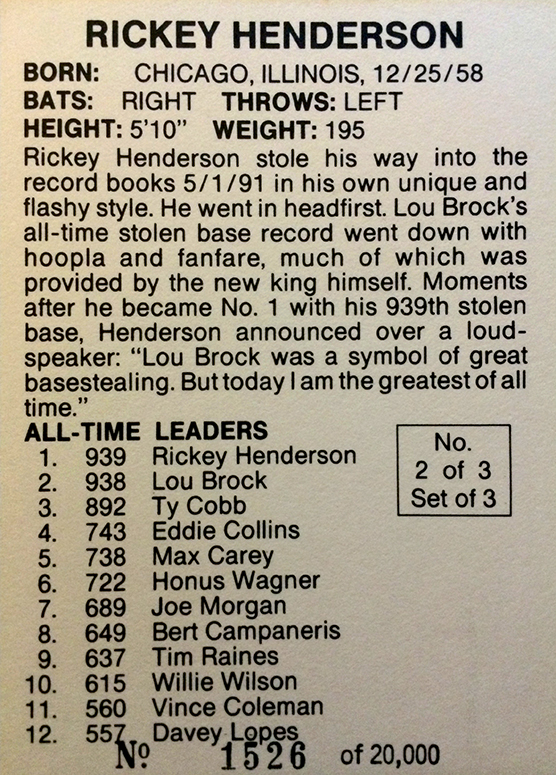 RICKEY HENDERSON
BORN: CHICAGO, ILLINOIS, 12/25/58
BATS: RIGHT THROWS: LEFT
HEIGHT: 5'10" WEIGHT: 195
Rickey Henderson stole his way into the
record books 5/1/91 in his own unique and
flashy style. He went in headfirst. Lou Brock's
all-time stolen base record went down with
hoopla and fanfare, much of which was
provided by the new king himself. Moments
after he became No. 1 with his 939th stolen
base, Henderson announced over a loud-
speaker: "Lou Brock was a symbol of great
basestealing. But today I am the greatest of all
time."
ALL-TIME LEADERS
1. 939 Rickey Henderson
2. 938 Lou Brock
3. 892 Ty Cobb
4. 743 Eddie Collins
5. 738 Max Carey
6. 722 Honus Wagner
7. 689 Joe Morgan
8. 649 Bert Campaneris
9. 637 Tim Raines
10. 615 Willie Wilson
11. 560 Vince Coleman
12. 557 Davey Lopes
No.
2 of 3
Set of 3
Nº 1526 of 20,000